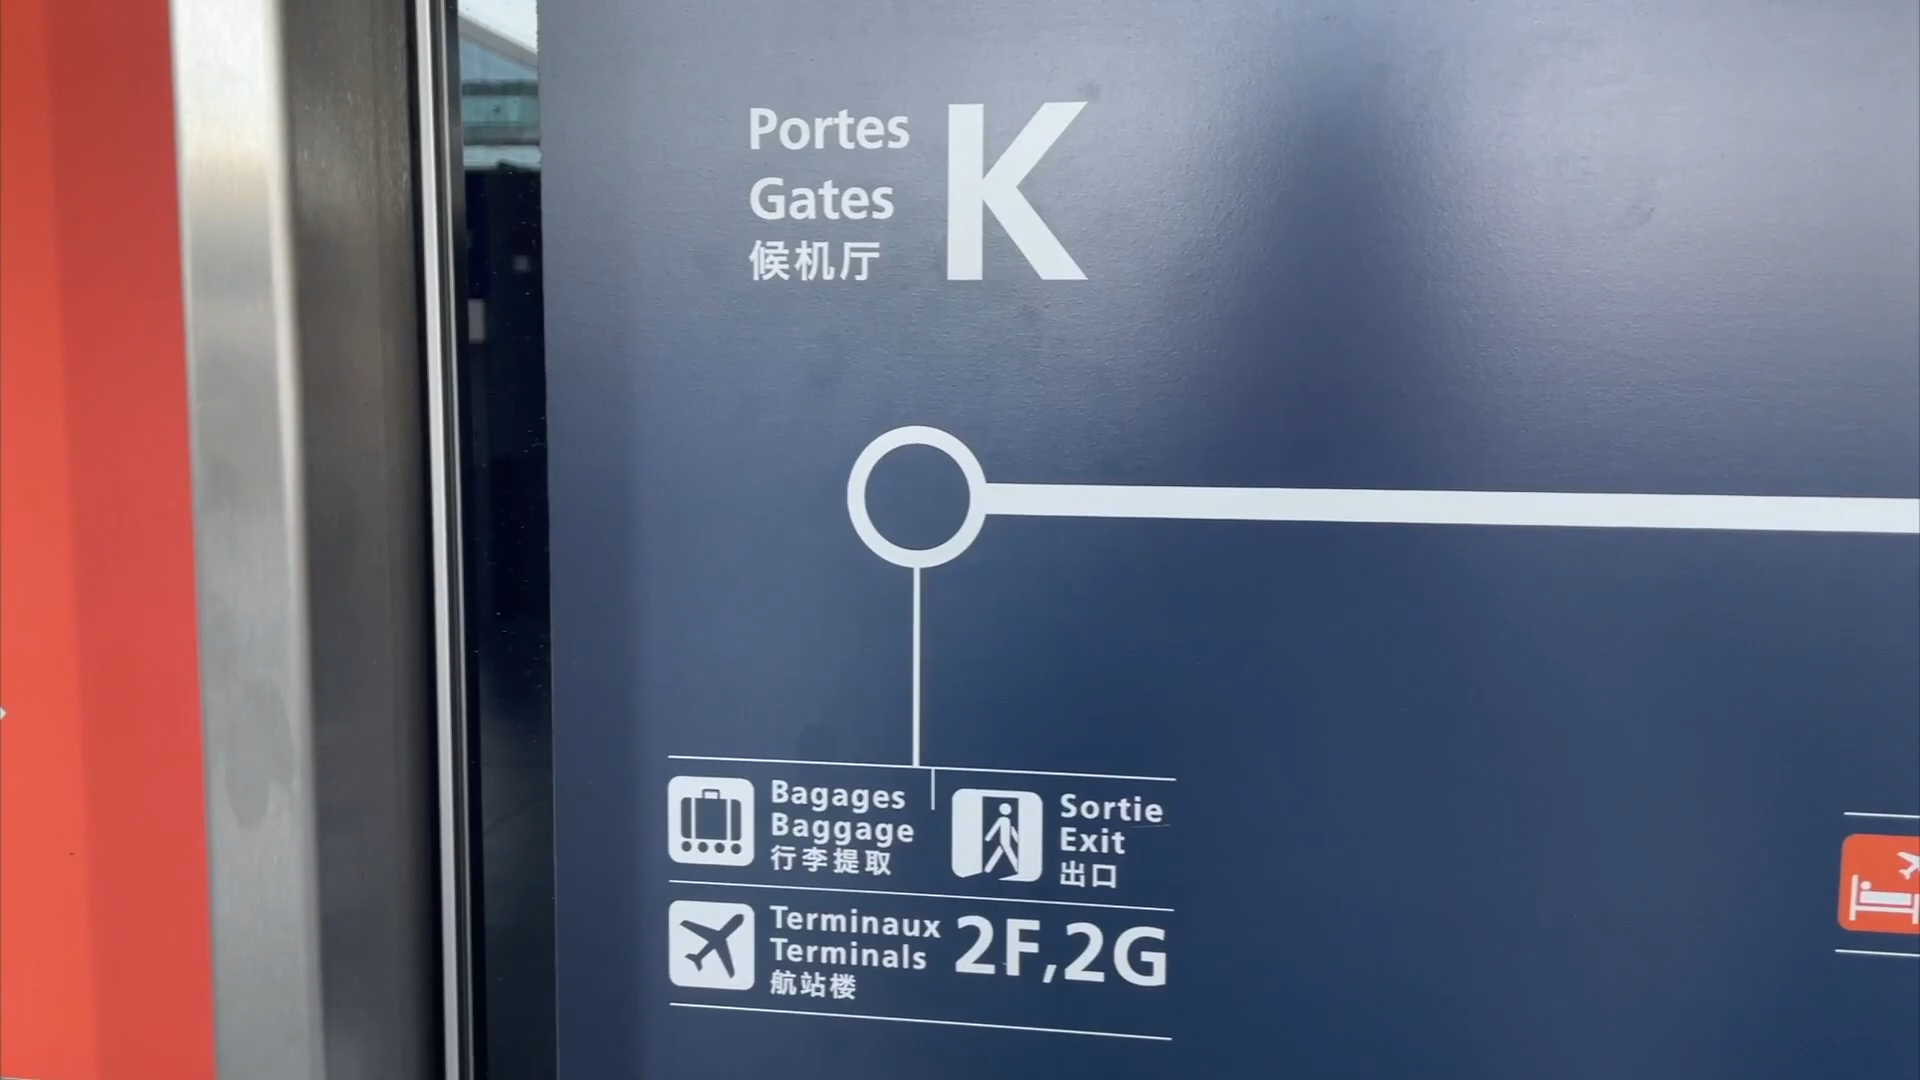 Portes
Gates
候机厅
K
Bagages
Baggage
行李提取
Sortie
Exit
出口
Terminaux
Terminals
航站楼
2F,2G